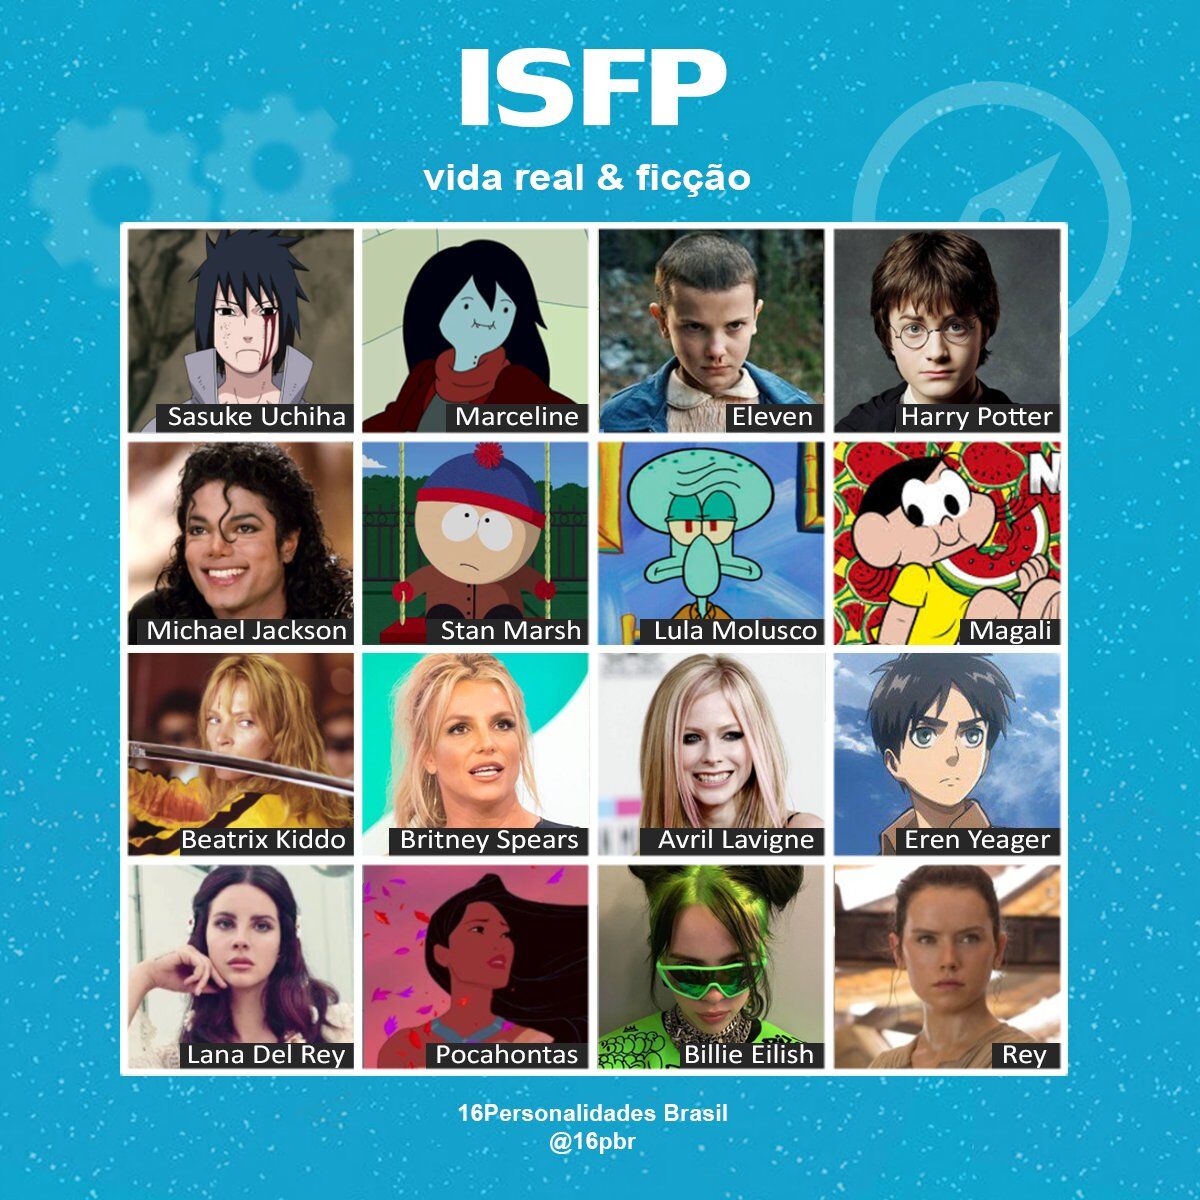 ISFP
vida real & ficção
Sasuke Uchiha
Marceline
Eleven
Harry Potter
Michael Jackson
Stan Marsh
Lula Molusco
N
Magali
Beatrix Kiddo
Britney Spears
Avril Lavigne
Eren Yeager
Lana Del Rey
Pocahontas
Billie Eilish
Rey
16Personalidades Brasil
@16pbr